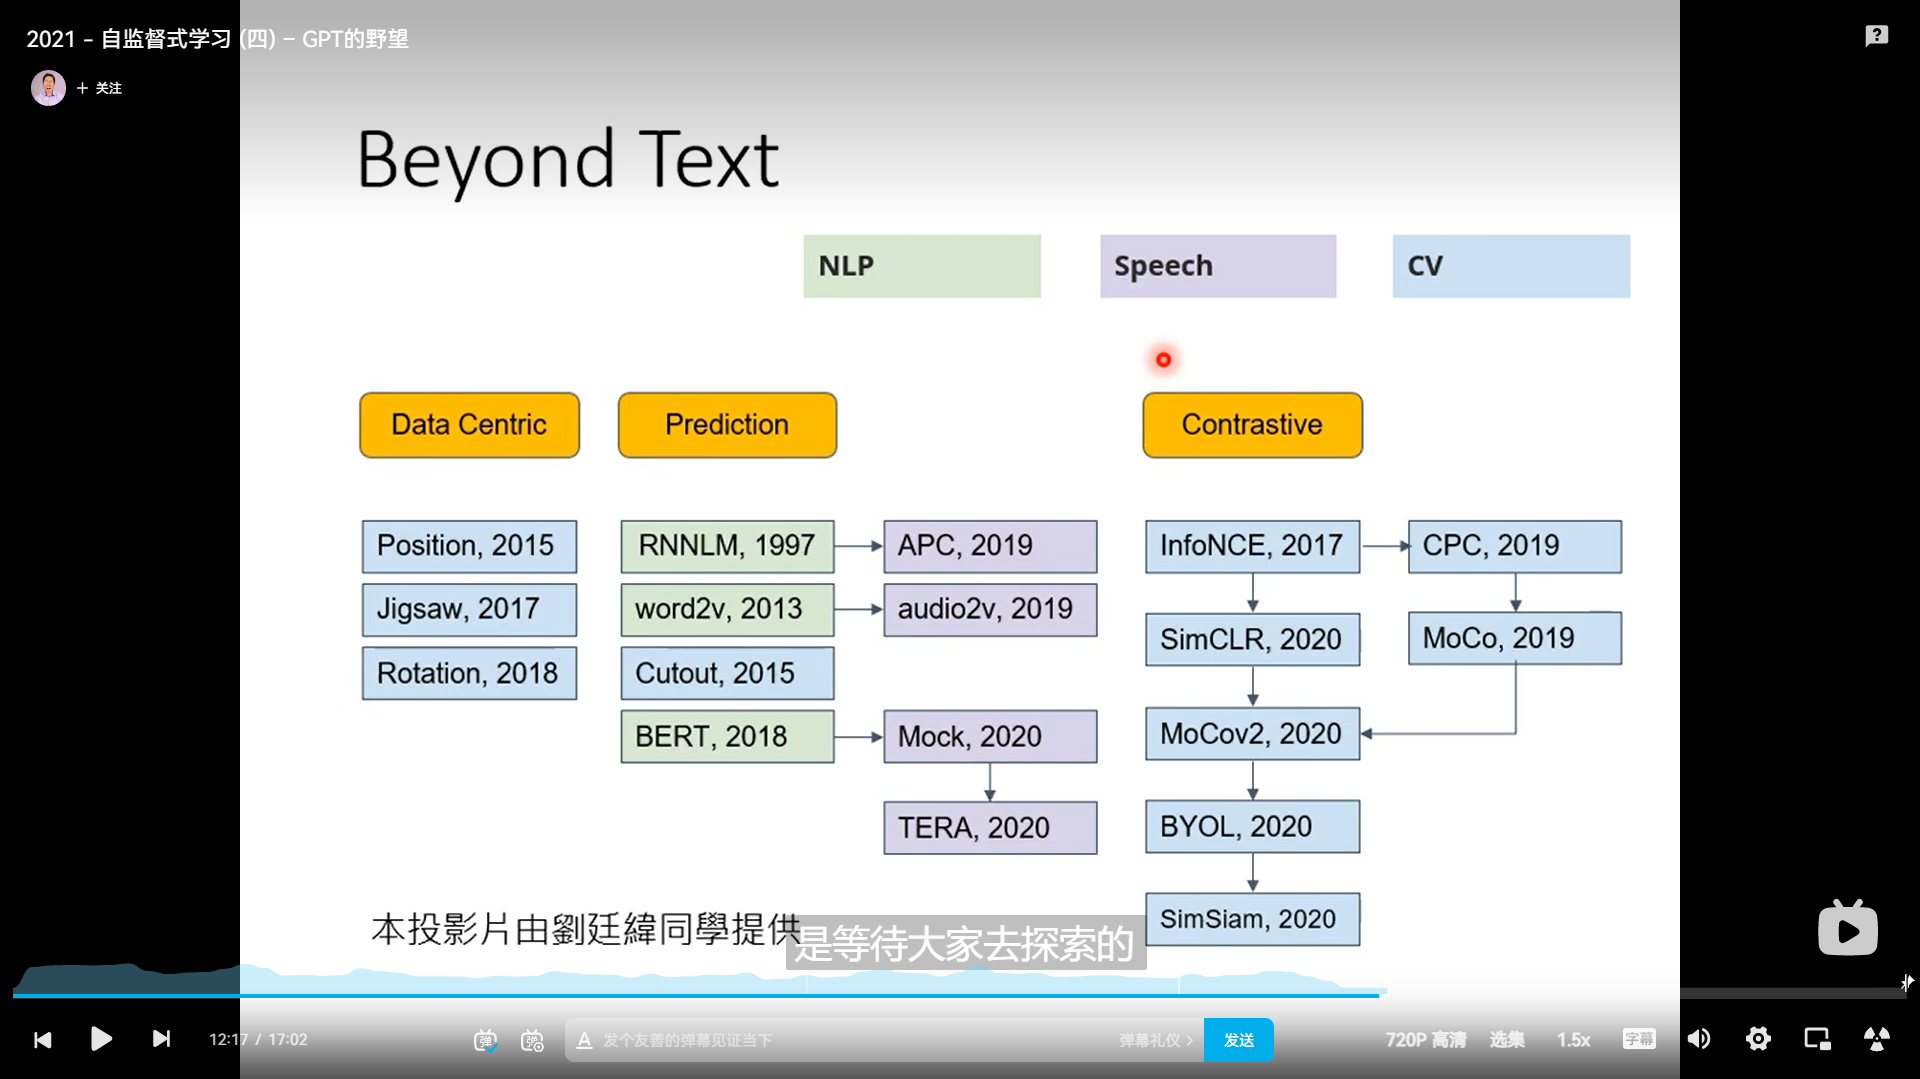 2021 - 自监督式学习 (四) – GPT的野望
+ 关注
Beyond Text
NLP
Speech
CV
Data Centric
Prediction
Contrastive
Position, 2015
RNNLM, 1997
APC, 2019
InfoNCE, 2017
CPC, 2019
Jigsaw, 2017
word2v, 2013
audio2v, 2019
SimCLR, 2020
MoCo, 2019
Rotation, 2018
Cutout, 2015
BERT, 2018
Mock, 2020
MoCov2, 2020
TERA, 2020
BYOL, 2020
SimSiam, 2020
本投影片由劉廷緯同學提供
是等待大家去探索的
12:17 / 17:02
弹
弹
A 发个友善的弹幕见证当下
弹幕礼仪 >
发送
720P 高清
选集
1.5x
字幕